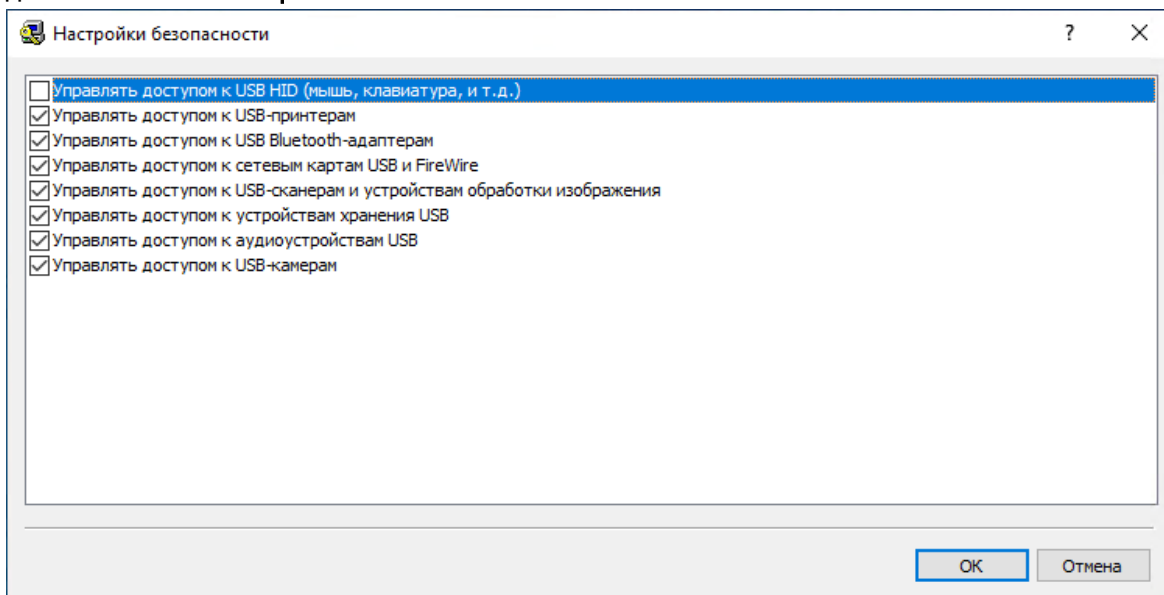 Настройки безопасности
?
Управлять доступом к USB HID (мышь, клавиатура, и т.д.)
Управлять доступом к USB-принтерам
Управлять доступом к USB Bluetooth-адаптерам
Управлять доступом к сетевым картам USB и FireWire
Управлять доступом к USB-сканерам и устройствам обработки изображения
Управлять доступом к устройствам хранения USB
Управлять доступом к аудиоустройствам USB
Управлять доступом к USB-камерам
ОК
Отмена